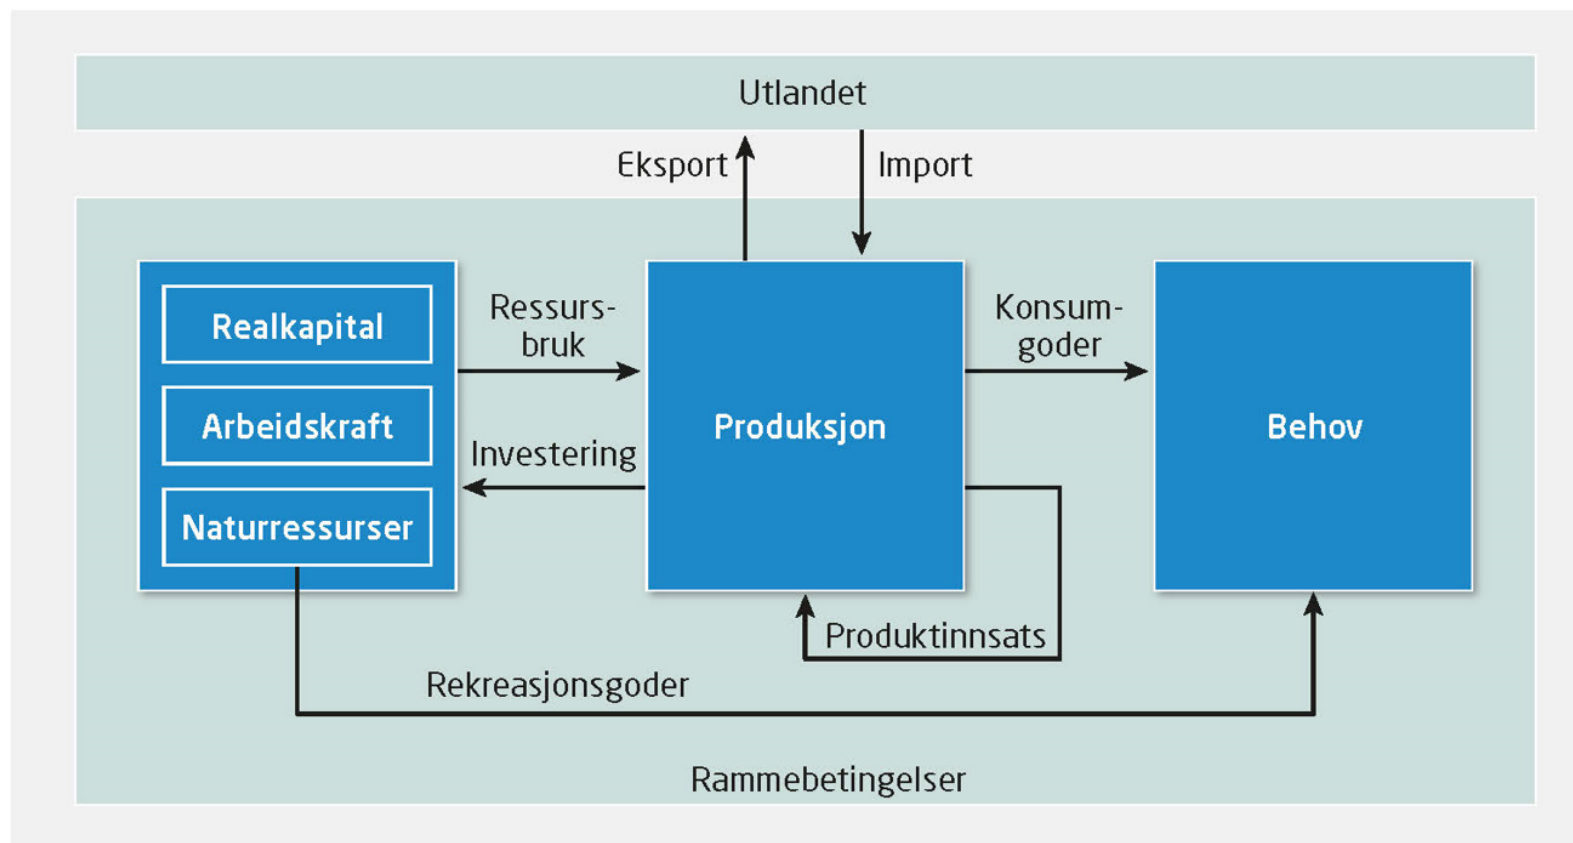 Utlandet
Eksport
Import
Realkapital
Arbeidskraft
Naturressurser
Ressurs-
bruk
Investering
Produksjon
Konsum-
goder
Behov
Produktinnsats
Rekreasjonsgoder
Rammebetingelser